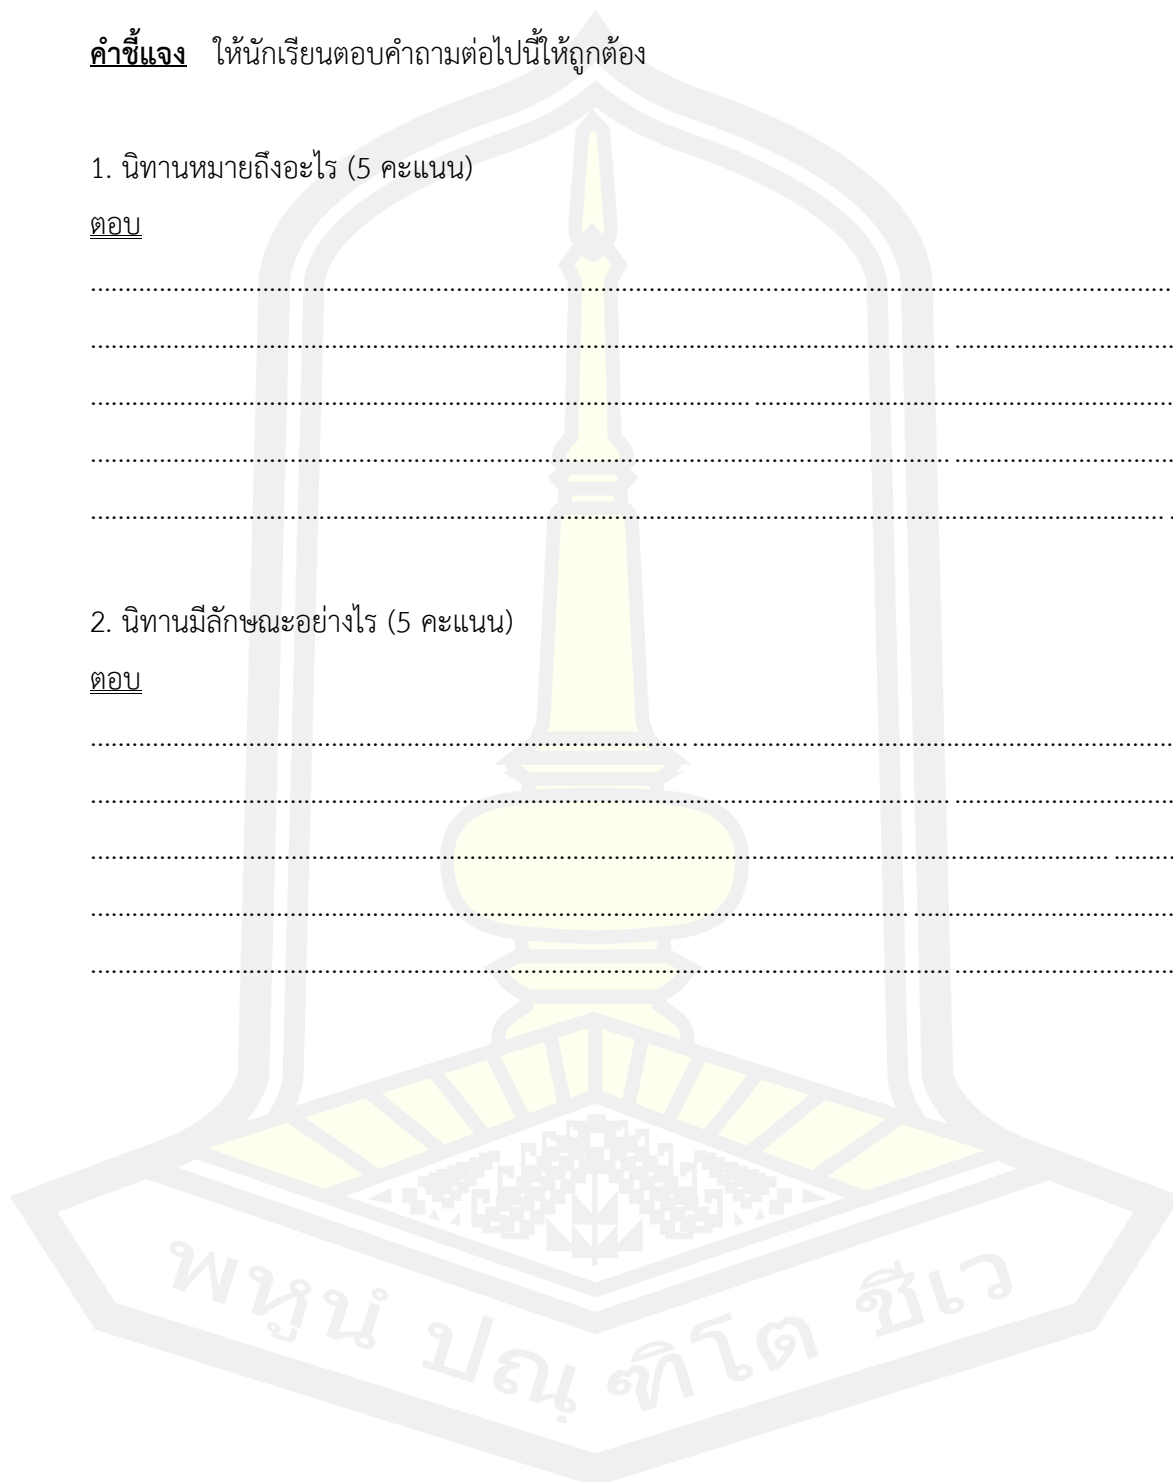 คำชี้แจง ให้นักเรียนตอบคำถามต่อไปนี้ให้ถูกต้อง
1. นิทานหมายถึงอะไร (5 คะแนน)
ตอบ
2. นิทานมีลักษณะอย่างไร (5 คะแนน)
ตอบ
พหูนํ ปณฺฑิโต ชีเว